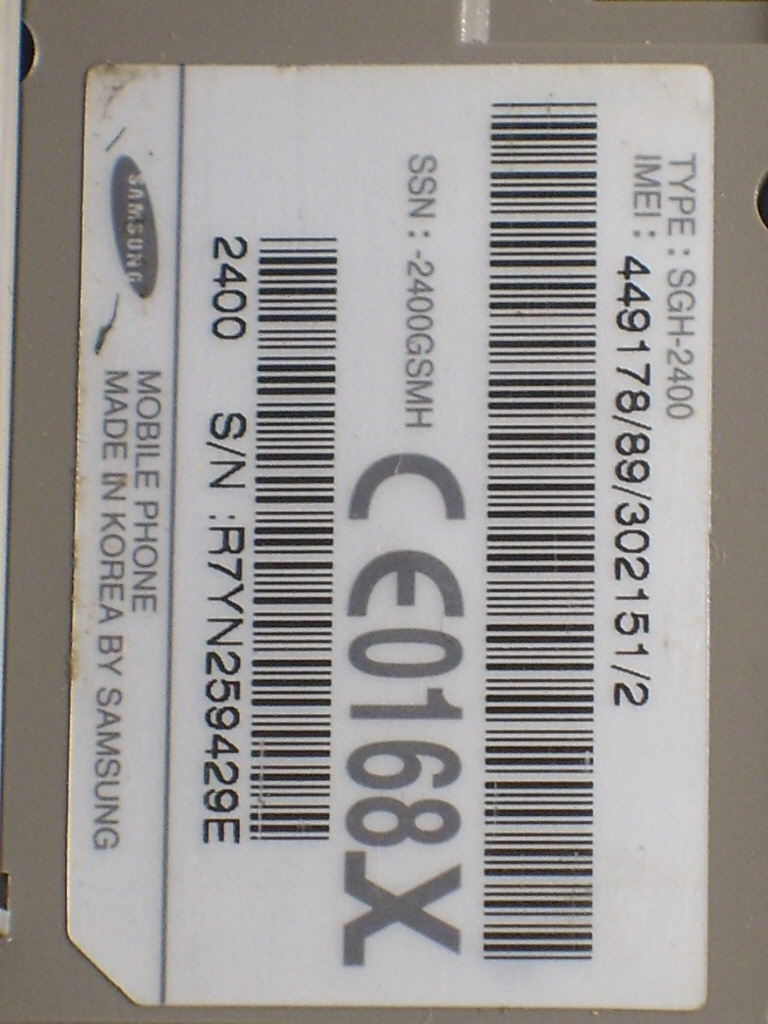 TYPE : SGH-2400
IMEI : 449178/89/302151/2
SSN : -2400GSMH
CE0168X
2400 S/N :R7YN259429E
SAMSUNG
MOBILE PHONE
MADE IN KOREA BY SAMSUNG